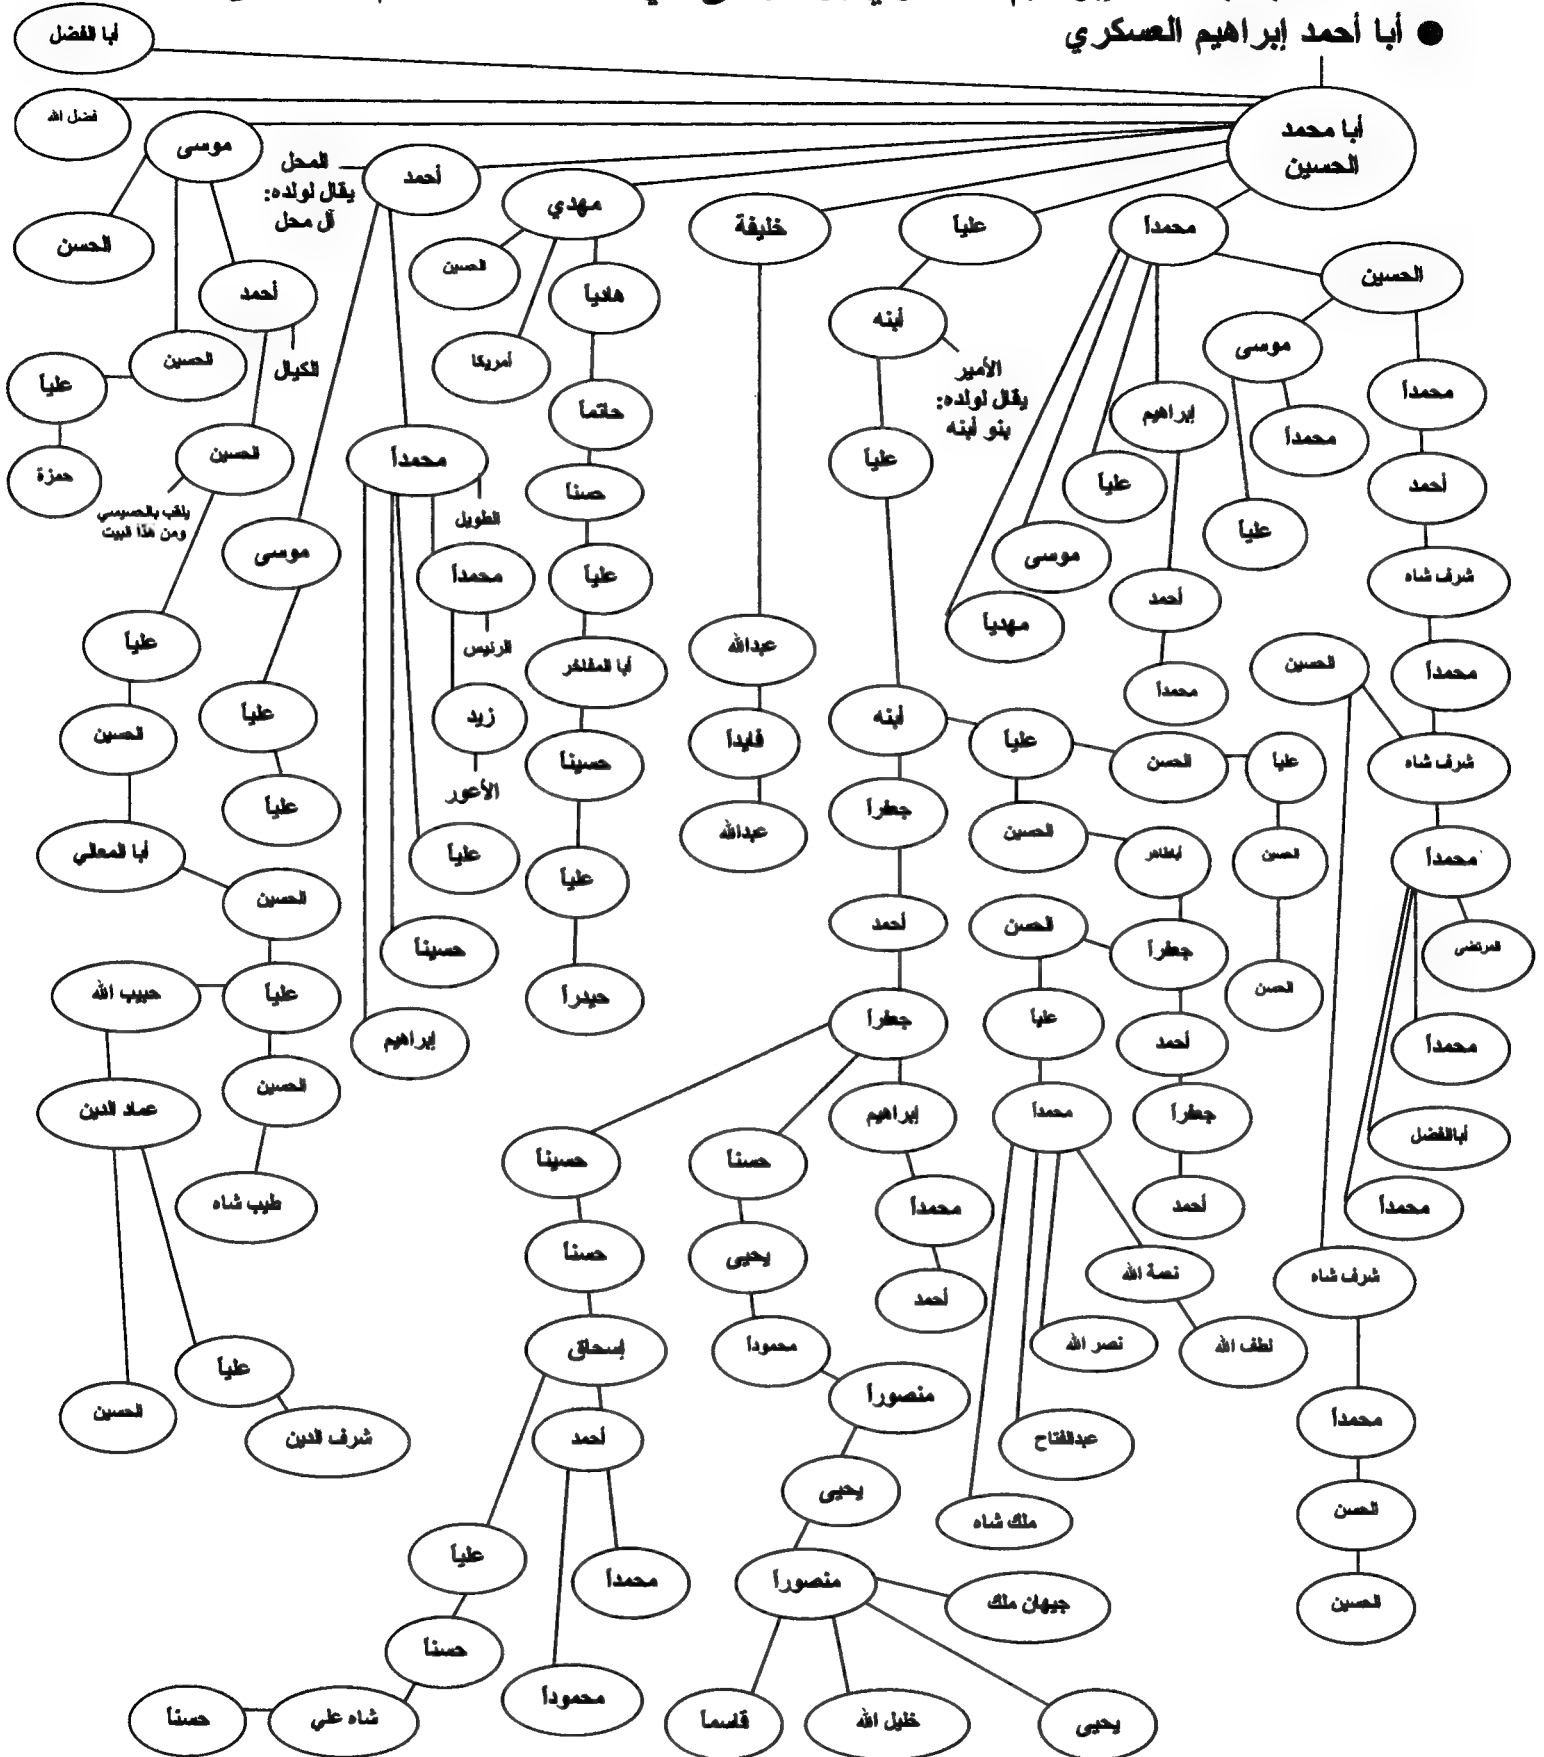 ● أبا أحمد إبراهيم العسكري
أبا محمد
الحسين
أبا الفضل
فضل الله
موسى
الحسن
أحمد
الكيال
الحسين
علياً
حمزة
الحسين
يلقب بالحسيسي
ومن هذا البيت
علياً
الحسين
أبا المعالي
الحسين
علياً
حبيب الله
عماد الدين
الحسين
علياً
شرف الدين
الحسين
طيب شاه
أحمد
المحل
يقال لولده:
آل محل
موسى
علياً
علياً
محمداً
الطويل
محمداً
الرئيس
زيد
الأعور
علياً
حسيناً
إبراهيم
مهدي
الحسين
أمريكا
هادياً
حاتماً
حسناً
علياً
أبا المفاخر
حسيناً
علياً
حيدراً
خليفة
عبدالله
قايداً
عبدالله
علياً
أبنه
الأمير
يقال لولده:
بنو أبنه
علياً
أبنه
جعفراً
أحمد
جعفراً
إبراهيم
محمداً
أحمد
حسناً
يحيى
محموداً
منصوراً
يحيى
منصوراً
جيهان ملك
يحيى
خليل الله
قاسماً
حسيناً
حسناً
إسحاق
أحمد
محمداً
محموداً
علياً
حسناً
شاه علي
حسناً
علياً
الحسن
علياً
الحسين
الحسن
الحسين
أباطاهر
جعفراً
أحمد
جعفراً
أحمد
الحسن
علياً
محمداً
نصة الله
لطف الله
نصر الله
عبدالفتاح
ملك شاه
محمداً
الحسين
موسى
محمداً
علياً
إبراهيم
أحمد
محمداً
علياً
موسى
مهدياً
محمداً
أحمد
شرف شاه
محمداً
شرف شاه
الحسين
شرف شاه
محمداً
الحسن
الحسين
محمداً
المرتضى
محمداً
أباالفضل
محمداً